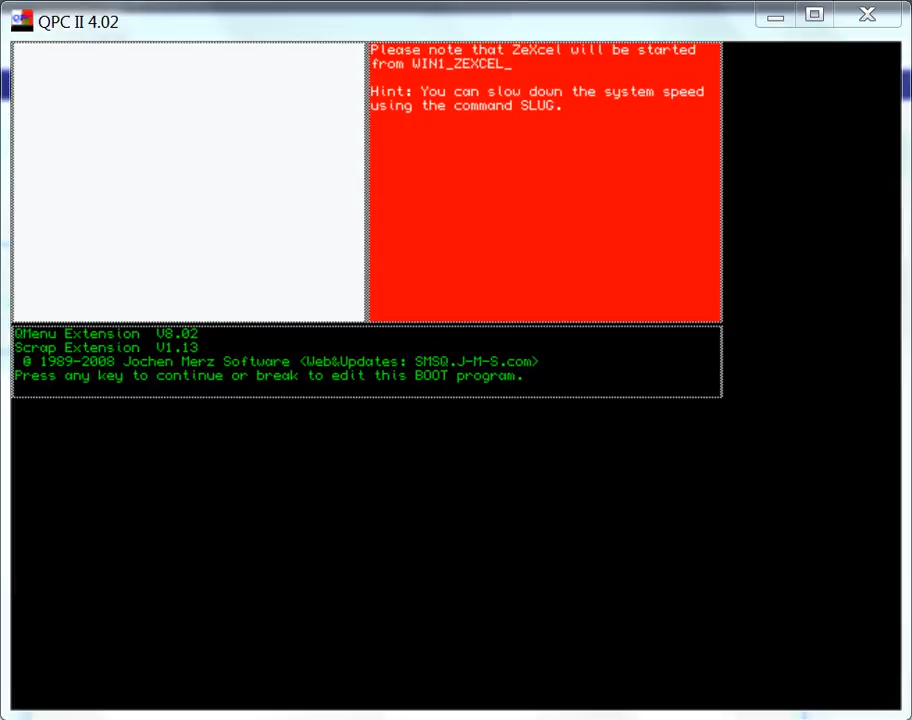 QPC II 4.02
Please note that ZeXcel will be started
from WIN1_ZEXCEL_
Hint: You can slow down the system speed
using the command SLUG.
QMenu Extension V8.02
Scrap Extension V1.13
© 1989-2008 Jochen Merz Software <Web&Updates: SMSQ.J-M-S.com>
Press any key to continue or break to edit this BOOT program.